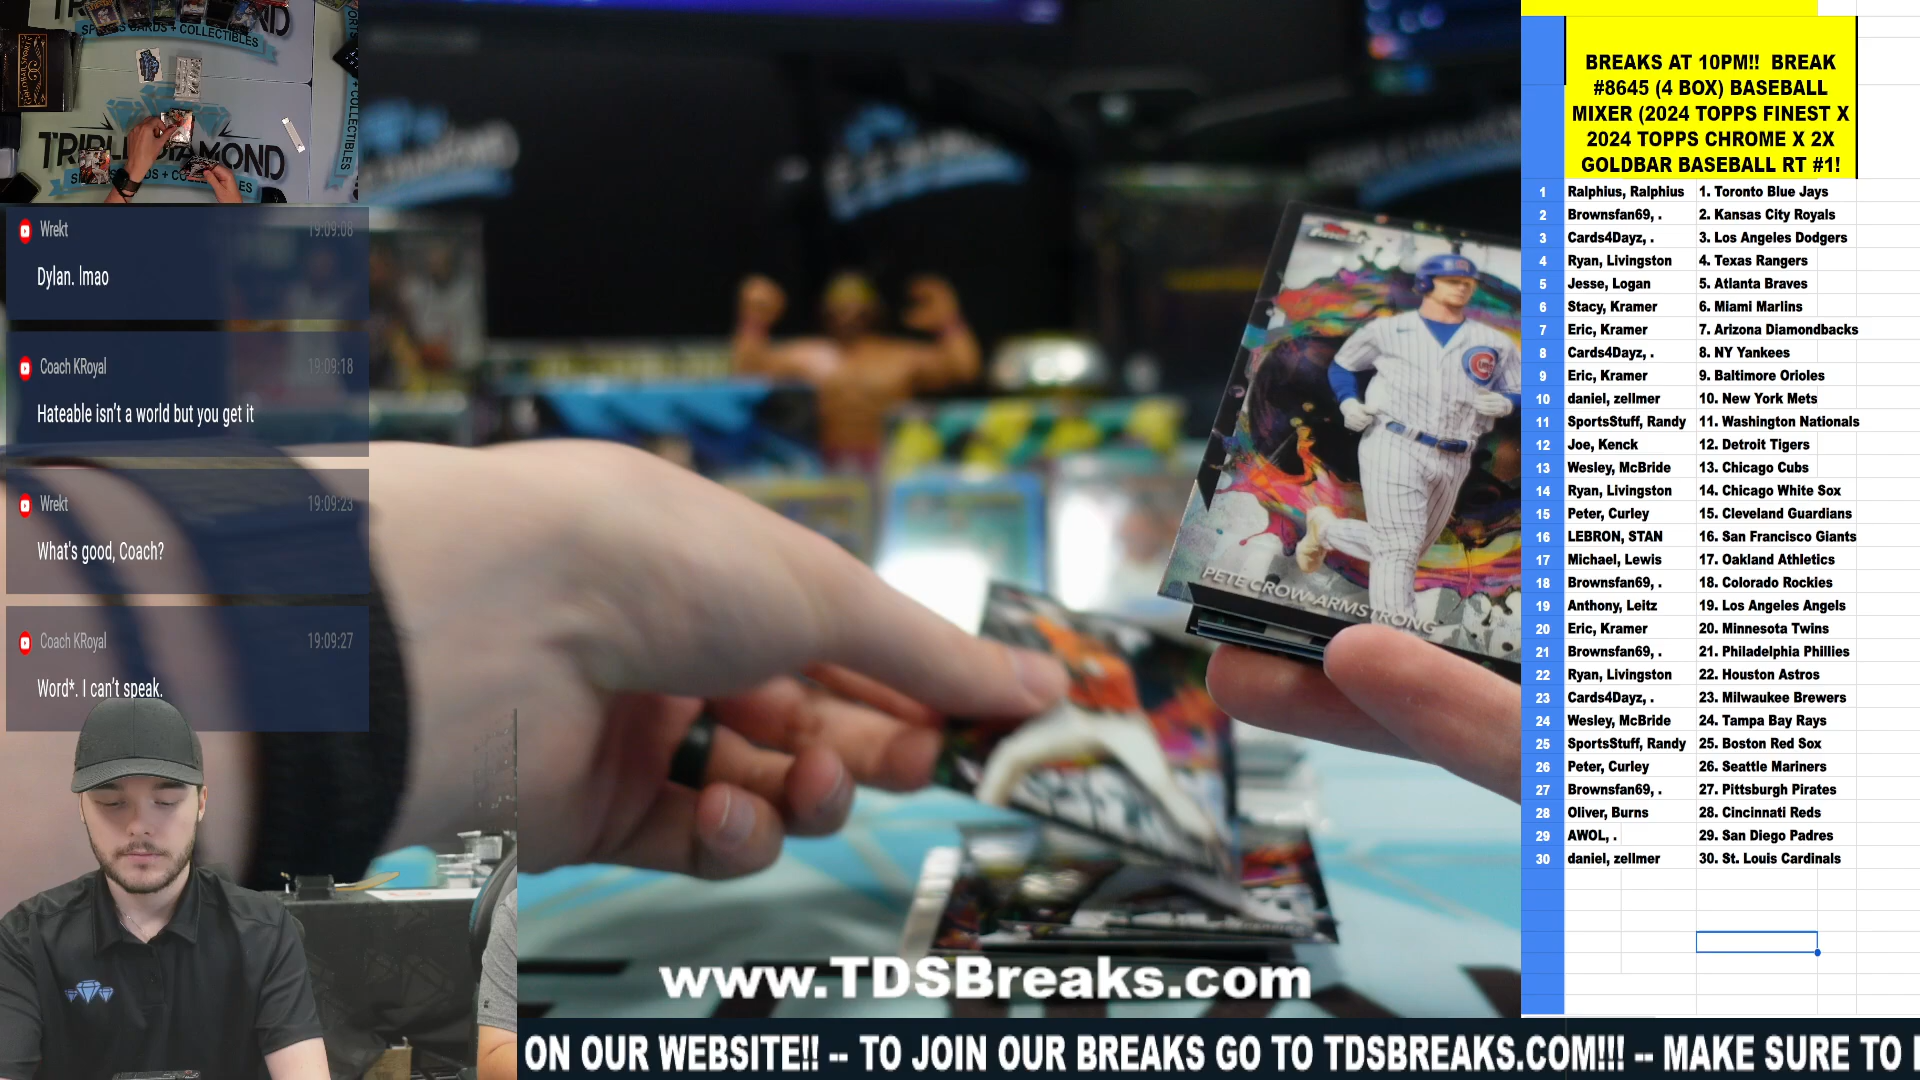 SPORTS CARDS + COLLECTIBLES
TRIPLE DIAMOND
SPORTS CARDS + COLLECTIBLES
Wrekt 19:09:08
Dylan. lmao
Coach KRoyal 19:09:18
Hateable isn't a world but you get it
Wrekt 19:09:23
What's good, Coach?
Coach KRoyal 19:09:27
Word*. I can't speak.
FINEST
PETE CROW-ARMSTRONG
www.TDSBreaks.com
ON OUR WEBSITE!! -- TO JOIN OUR BREAKS GO TO TDSBREAKS.COM!!! -- MAKE SURE TO
BREAKS AT 10PM!! BREAK
#8645 (4 BOX) BASEBALL
MIXER (2024 TOPPS FINEST X
2024 TOPPS CHROME X 2X
GOLDBAR BASEBALL RT #1!
1 Ralphius, Ralphius 1. Toronto Blue Jays
2 Brownsfan69, . 2. Kansas City Royals
3 Cards4Dayz, . 3. Los Angeles Dodgers
4 Ryan, Livingston 4. Texas Rangers
5 Jesse, Logan 5. Atlanta Braves
6 Stacy, Kramer 6. Miami Marlins
7 Eric, Kramer 7. Arizona Diamondbacks
8 Cards4Dayz, . 8. NY Yankees
9 Eric, Kramer 9. Baltimore Orioles
10 daniel, zellmer 10. New York Mets
11 SportsStuff, Randy 11. Washington Nationals
12 Joe, Kenck 12. Detroit Tigers
13 Wesley, McBride 13. Chicago Cubs
14 Ryan, Livingston 14. Chicago White Sox
15 Peter, Curley 15. Cleveland Guardians
16 LEBRON, STAN 16. San Francisco Giants
17 Michael, Lewis 17. Oakland Athletics
18 Brownsfan69, . 18. Colorado Rockies
19 Anthony, Leitz 19. Los Angeles Angels
20 Eric, Kramer 20. Minnesota Twins
21 Brownsfan69, . 21. Philadelphia Phillies
22 Ryan, Livingston 22. Houston Astros
23 Cards4Dayz, . 23. Milwaukee Brewers
24 Wesley, McBride 24. Tampa Bay Rays
25 SportsStuff, Randy 25. Boston Red Sox
26 Peter, Curley 26. Seattle Mariners
27 Brownsfan69, . 27. Pittsburgh Pirates
28 Oliver, Burns 28. Cincinnati Reds
29 AWOL, . 29. San Diego Padres
30 daniel, zellmer 30. St. Louis Cardinals